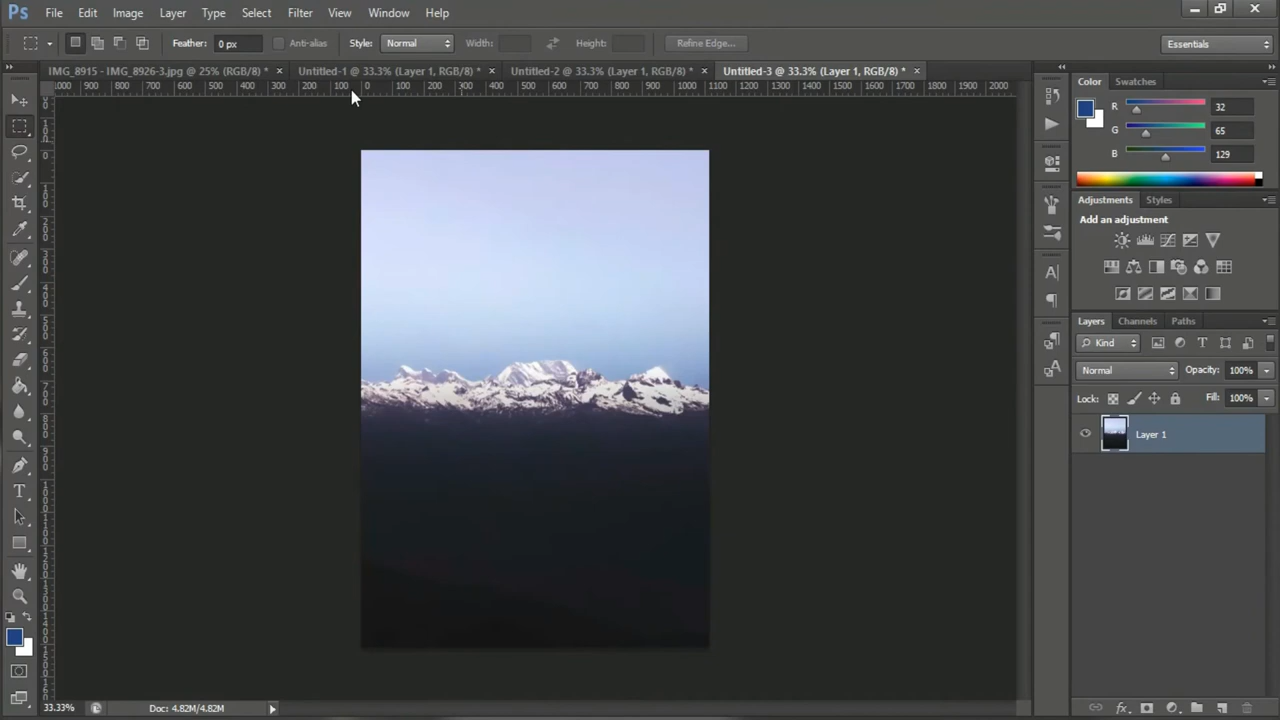 Ps File Edit Image Layer Type Select Filter View Window Help
Feather: 0 px Anti-alias Style: Normal Width: Height: Refine Edge... Essentials
IMG_8915 - IMG_8926-3.jpg @ 25% (RGB/8) * × Untitled-1 @ 33.3% (Layer 1, RGB/8) * × Untitled-2 @ 33.3% (Layer 1, RGB/8) * × Untitled-3 @ 33.3% (Layer 1, RGB/8) * ×
1000 900 800 700 600 500 400 300 200 100 0 100 200 300 400 500 600 700 800 900 1000 1100 1200 1300 1400 1500 1600 1700 1800 1900 2000
Color Swatches
R 32
G 65
B 129
Adjustments Styles
Add an adjustment
Layers Channels Paths
Kind
Normal Opacity: 100%
Lock: Fill: 100%
Layer 1
33.33% Doc: 4.82M/4.82M